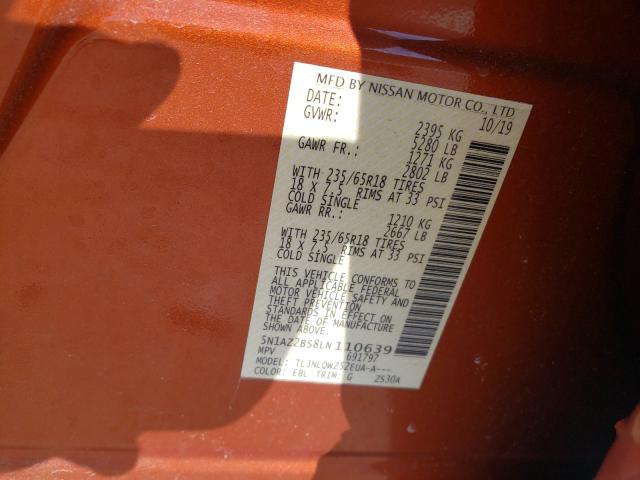 MFD BY NISSAN MOTOR CO., LTD
DATE: 10/19
GVWR: 2395 KG
5280 LB
GAWR FR.: 1271 KG
2802 LB
WITH 235/65R18 TIRES
18 X 7.5 RIMS AT 33 PSI
COLD SINGLE
GAWR RR.: 1210 KG
2667 LB
WITH 235/65R18 TIRES
18 X 7.5 RIMS AT 33 PSI
COLD SINGLE
THIS VEHICLE CONFORMS TO
ALL APPLICABLE FEDERAL
MOTOR VEHICLE SAFETY AND
THEFT PREVENTION
STANDARDS IN EFFECT ON
THE DATE OF MANUFACTURE
SHOWN ABOVE.
5N1AZ2BS8LN110639
MPV 691797
MODEL: TLJNLQWZS2EUA-A---
COLOR: EBL TRIM: G ZS30A